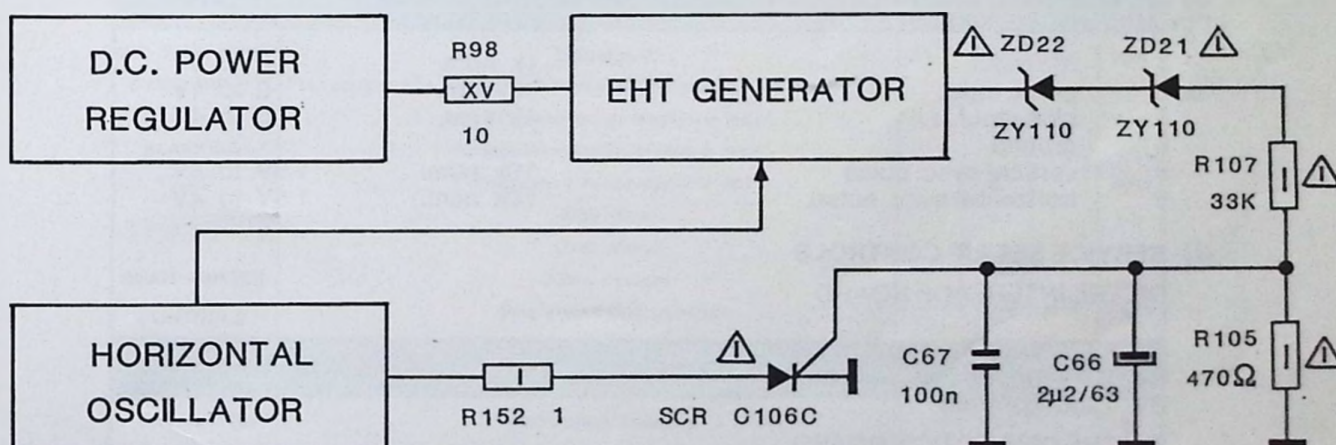 D.C. POWER
REGULATOR
R98
XV
10
EHT GENERATOR
ZD22
ZY110
ZD21
ZY110
R107
33K
HORIZONTAL
OSCILLATOR
R152 1
SCR C106C
C67
100n
C66
2µ2/63
R105
470Ω